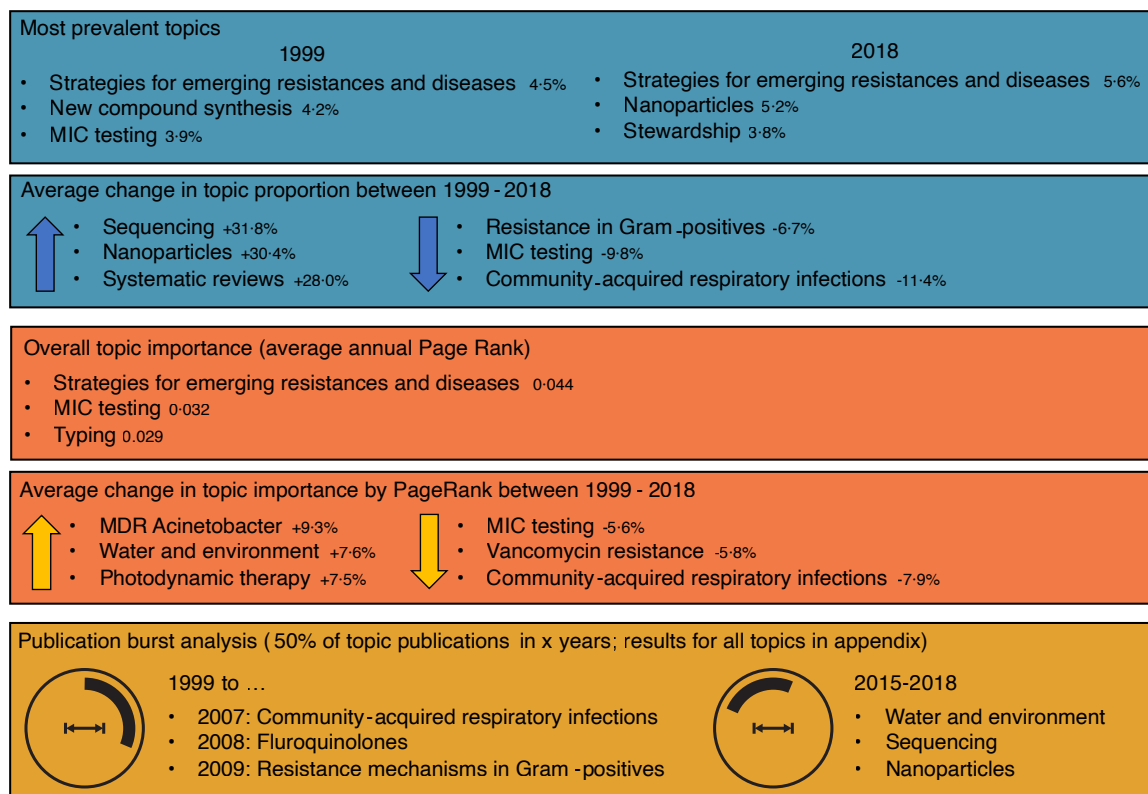 Most prevalent topics
1999
• Strategies for emerging resistances and diseases 4·5%
• New compound synthesis 4·2%
• MIC testing 3·9%
2018
• Strategies for emerging resistances and diseases 5·6%
• Nanoparticles 5·2%
• Stewardship 3·8%
Average change in topic proportion between 1999 - 2018
• Sequencing +31·8%
• Nanoparticles +30·4%
• Systematic reviews +28·0%
• Resistance in Gram-positives -6·7%
• MIC testing -9·8%
• Community-acquired respiratory infections -11·4%
Overall topic importance (average annual Page Rank)
• Strategies for emerging resistances and diseases 0·044
• MIC testing 0·032
• Typing 0.029
Average change in topic importance by PageRank between 1999 - 2018
• MDR Acinetobacter +9·3%
• Water and environment +7·6%
• Photodynamic therapy +7·5%
• MIC testing -5·6%
• Vancomycin resistance -5·8%
• Community-acquired respiratory infections -7·9%
Publication burst analysis (50% of topic publications in x years; results for all topics in appendix)
1999 to ...
• 2007: Community-acquired respiratory infections
• 2008: Fluroquinolones
• 2009: Resistance mechanisms in Gram-positives
2015-2018
• Water and environment
• Sequencing
• Nanoparticles